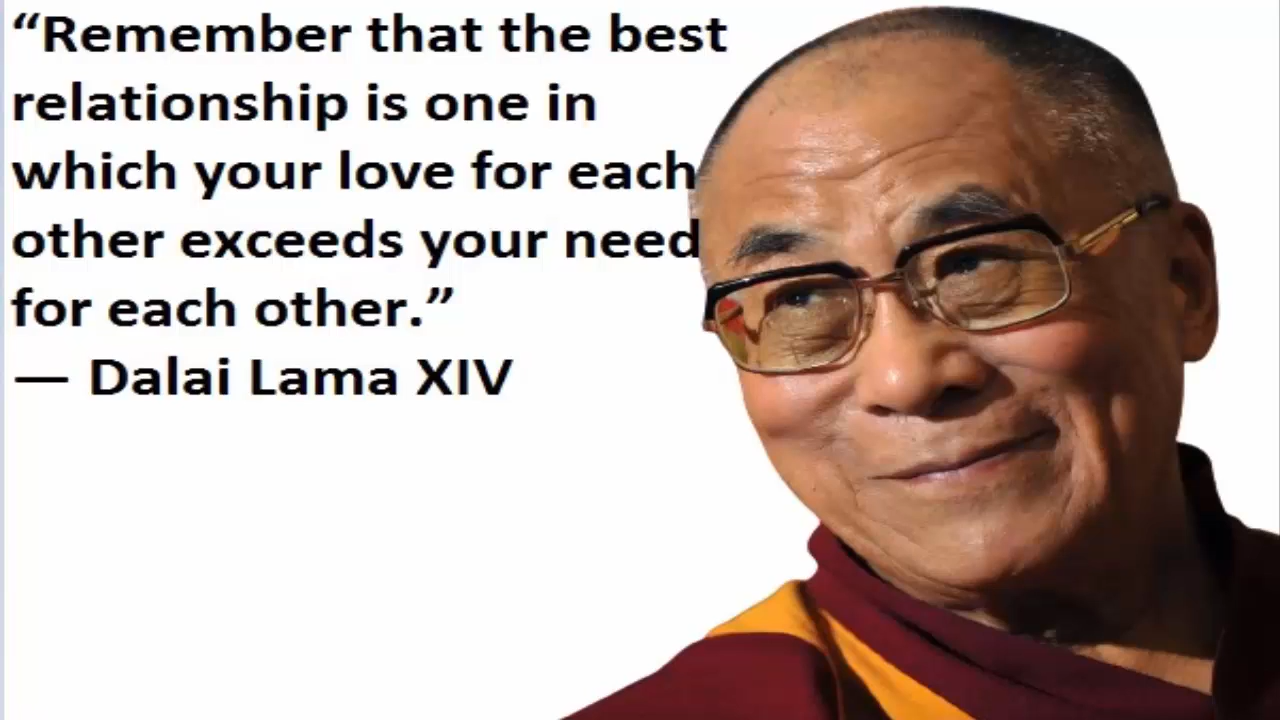 “Remember that the best
relationship is one in
which your love for each
other exceeds your need
for each other.”
— Dalai Lama XIV